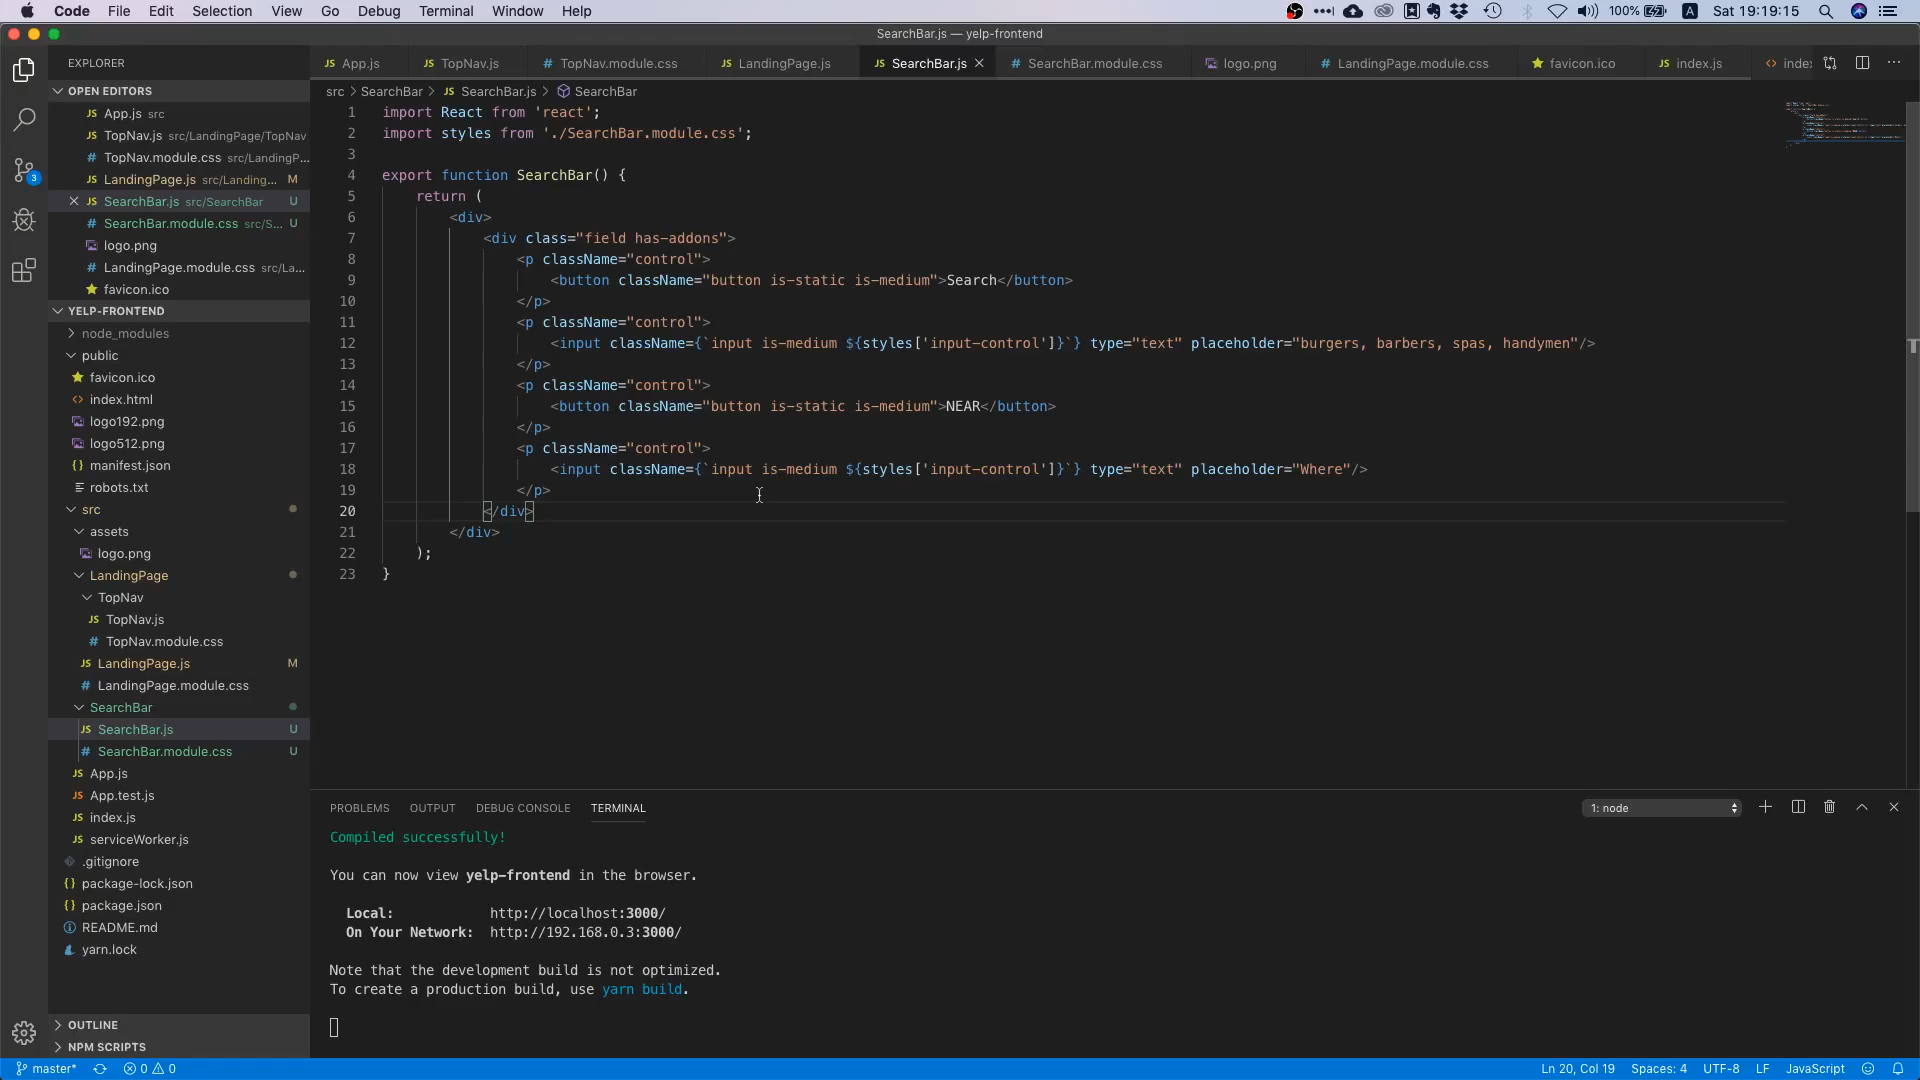 Code File Edit Selection View Go Debug Terminal Window Help
100% A Sat 19:19:15
SearchBar.js — yelp-frontend
EXPLORER
OPEN EDITORS
App.js src
TopNav.js src/LandingPage/TopNav
TopNav.module.css src/LandingP...
LandingPage.js src/Landing... M
SearchBar.js src/SearchBar U
SearchBar.module.css src/S... U
logo.png
LandingPage.module.css src/La...
favicon.ico
YELP-FRONTEND
node_modules
public
favicon.ico
index.html
logo192.png
logo512.png
manifest.json
robots.txt
src
assets
logo.png
LandingPage
TopNav
TopNav.js
TopNav.module.css
LandingPage.js M
LandingPage.module.css
SearchBar
SearchBar.js U
SearchBar.module.css U
App.js
App.test.js
index.js
serviceWorker.js
.gitignore
package-lock.json
package.json
README.md
yarn.lock
OUTLINE
NPM SCRIPTS
App.js TopNav.js TopNav.module.css LandingPage.js SearchBar.js SearchBar.module.css logo.png LandingPage.module.css favicon.ico index.js inde
src > SearchBar > JS SearchBar.js > SearchBar
1 import React from 'react';
2 import styles from './SearchBar.module.css';
3
4 export function SearchBar() {
5 return (
6 <div>
7 <div class="field has-addons">
8 <p className="control">
9 <button className="button is-static is-medium">Search</button>
10 </p>
11 <p className="control">
12 <input className={`input is-medium ${styles['input-control']}`} type="text" placeholder="burgers, barbers, spas, handymen"/>
13 </p>
14 <p className="control">
15 <button className="button is-static is-medium">NEAR</button>
16 </p>
17 <p className="control">
18 <input className={`input is-medium ${styles['input-control']}`} type="text" placeholder="Where"/>
19 </p>
20 </div>
21 </div>
22 );
23 }
PROBLEMS OUTPUT DEBUG CONSOLE TERMINAL 1: node
Compiled successfully!
You can now view yelp-frontend in the browser.
Local: http://localhost:3000/
On Your Network: http://192.168.0.3:3000/
Note that the development build is not optimized.
To create a production build, use yarn build.
master* 0 0 Ln 20, Col 19 Spaces: 4 UTF-8 LF JavaScript